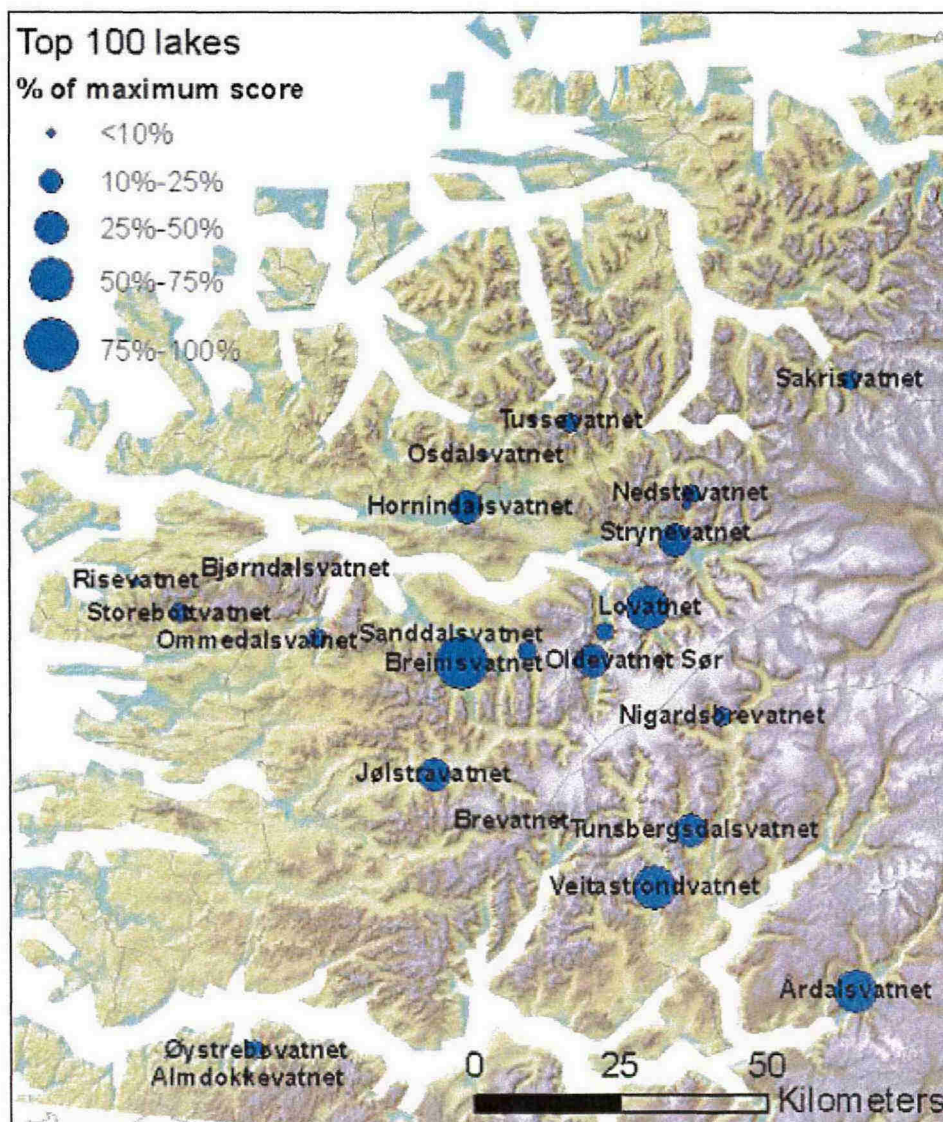 Top 100 lakes
% of maximum score
<10%
10%-25%
25%-50%
50%-75%
75%-100%
Sakrisvatnet
Tussevatnet
Osdalsvatnet
Nedstevatnet
Hornindalsvatnet
Strynevatnet
Bjørndalsvatnet
Risevatnet
Lovatnet
Storebottvatnet
Ommedalsvatnet
Sanddalsvatnet
Breimsvatnet
Oldevatnet Sør
Nigardsbrevatnet
Jølstravatnet
Brevatnet
Tunsbergsdalsvatnet
Veitastrondvatnet
Årdalsvatnet
Øystrebøvatnet
Almdokkevatnet
0 25 50
Kilometers